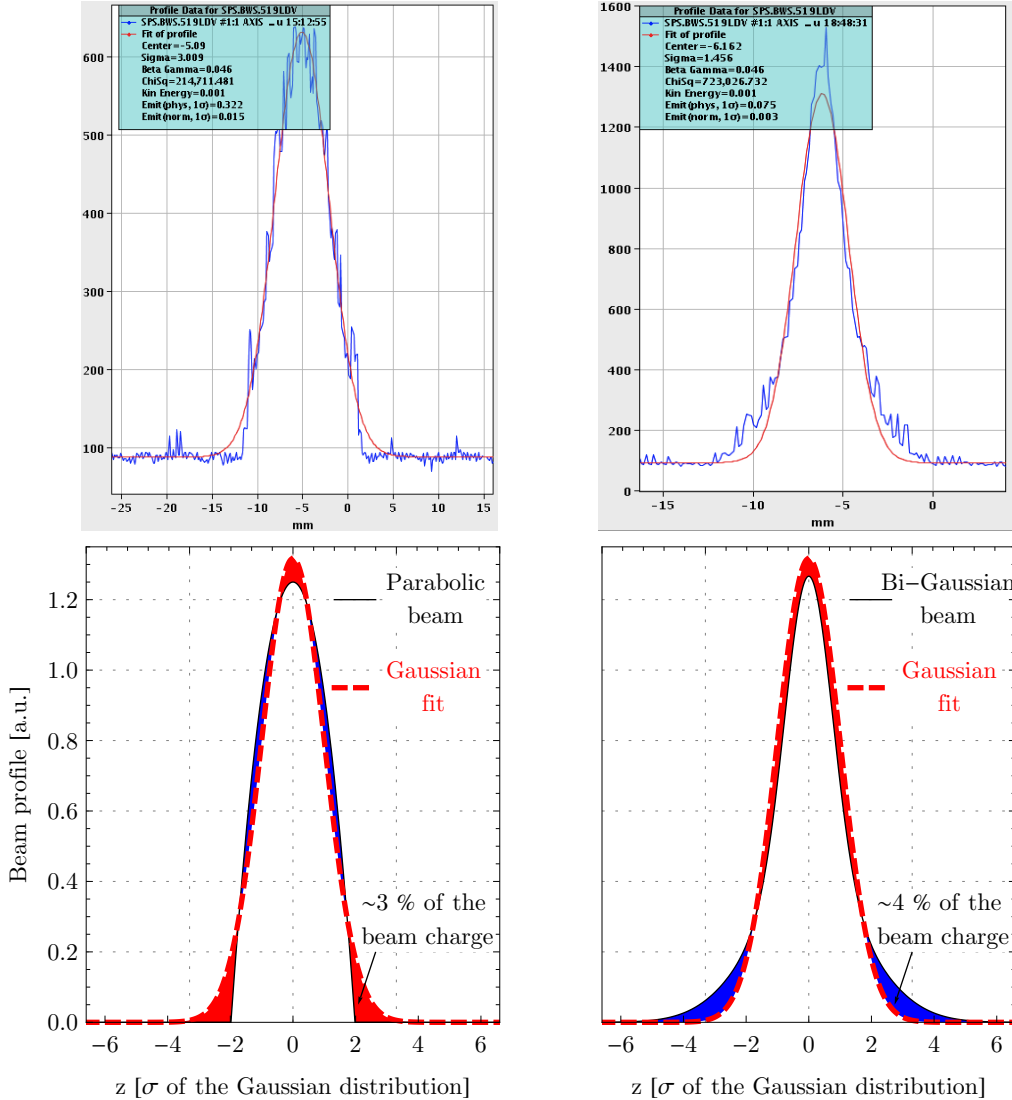 Profile Data for SPS.BWS.519LDV
SPS.BWS.519LDV #1:1 AXIS ... u 15:12:55
Fit of profile
Center=-5.09
Sigma=3.009
Beta Gamma=0.046
ChiSq=214,711.481
Kin Energy=0.001
Emit(phys, 1σ)=0.322
Emit(norm, 1σ)=0.015
600
500
400
300
200
100
-25
-20
-15
-10
-5
0
5
10
15
mm
Profile Data for SPS.BWS.519LDV
SPS.BWS.519LDV #1:1 AXIS ... u 18:48:31
Fit of profile
Center=-6.162
Sigma=1.456
Beta Gamma=0.046
ChiSq=723,026.732
Kin Energy=0.001
Emit(phys, 1σ)=0.075
Emit(norm, 1σ)=0.003
1600
1400
1200
1000
800
600
400
200
0
-15
-10
-5
0
mm
Beam profile [a.u.]
1.2
1.0
0.8
0.6
0.4
0.2
0.0
Parabolic
beam
Gaussian
fit
~3 % of the
beam charge
−6
−4
−2
0
2
4
6
z [σ of the Gaussian distribution]
Bi−Gaussian
beam
Gaussian
fit
~4 % of the
beam charge
−6
−4
−2
0
2
4
6
z [σ of the Gaussian distribution]